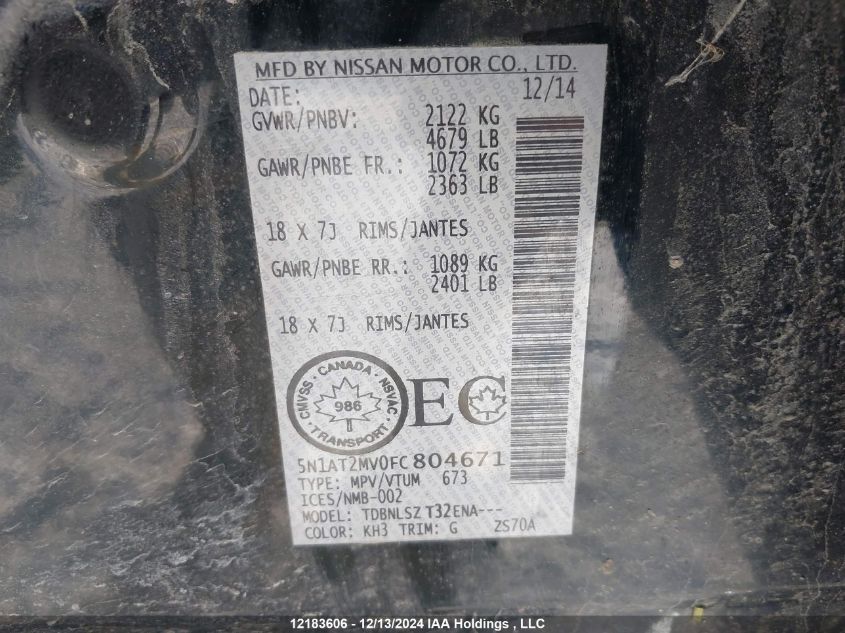 MFD BY NISSAN MOTOR CO., LTD.
DATE: 12/14
GVWR/PNBV: 2122 KG
4679 LB
GAWR/PNBE FR.: 1072 KG
2363 LB
18 X 7J RIMS/JANTES
GAWR/PNBE RR.: 1089 KG
2401 LB
18 X 7J RIMS/JANTES
CMVSS · CANADA · NSVAC · TRANSPORT ·
986
EC
5N1AT2MV0FC804671
TYPE: MPV/VTUM 673
ICES/NMB-002
MODEL: TDBNLSZ T32ENA---
COLOR: KH3 TRIM: G ZS70A
12183606 - 12/13/2024 IAA Holdings , LLC